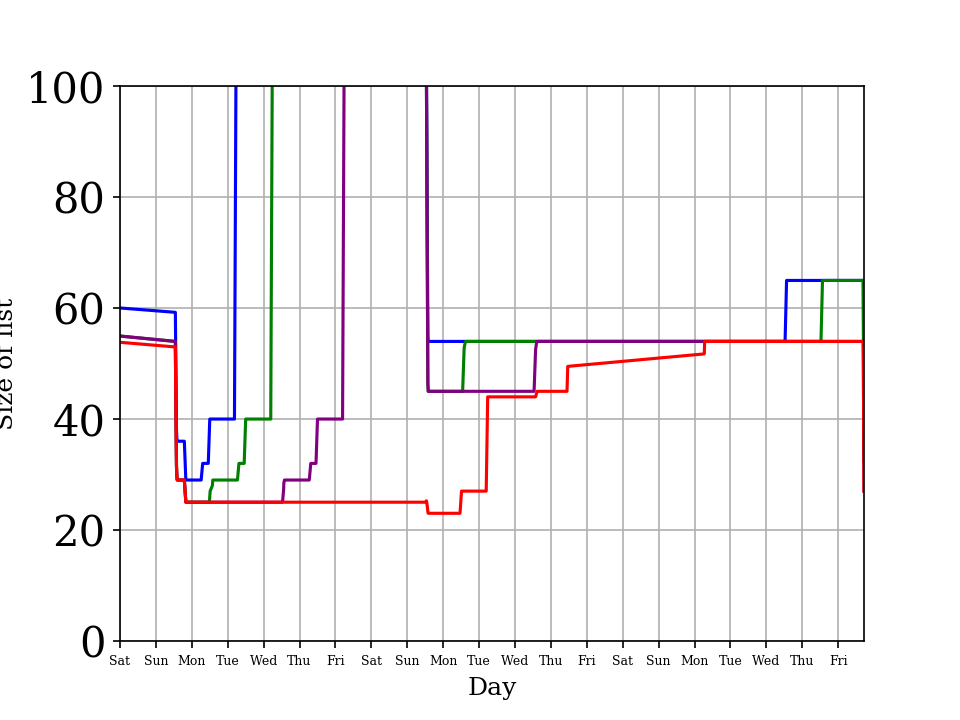 100
80
60
40
20
0
Size of list
Sat Sun Mon Tue Wed Thu Fri Sat Sun Mon Tue Wed Thu Fri Sat Sun Mon Tue Wed Thu Fri
Day